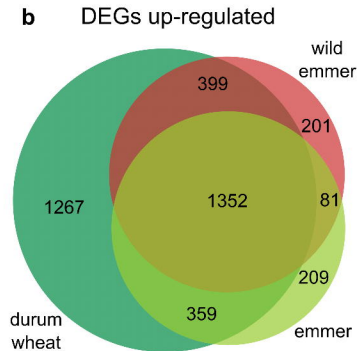 b DEGs up-regulated
wild
emmer
399
201
1267
1352
81
209
359
durum
wheat
emmer